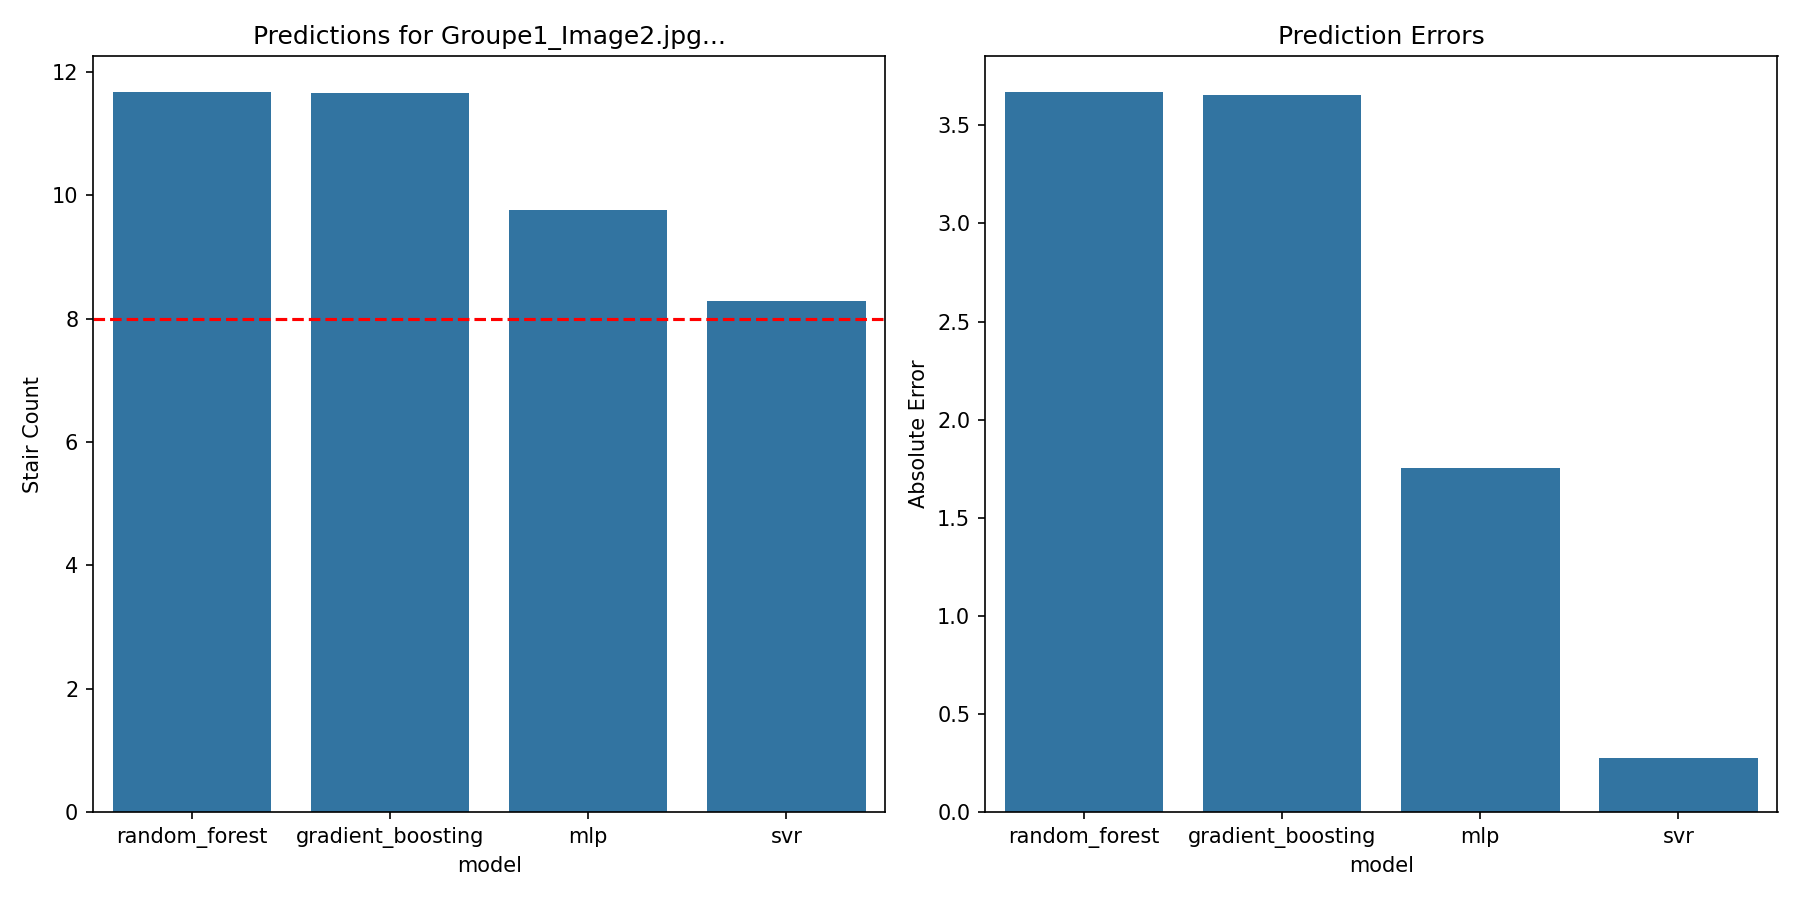 Predictions for Groupe1_Image2.jpg...
12
10
8
6
4
2
0
Stair Count
random_forest gradient_boosting mlp svr
model
Prediction Errors
3.5
3.0
2.5
2.0
1.5
1.0
0.5
0.0
Absolute Error
random_forest gradient_boosting mlp svr
model